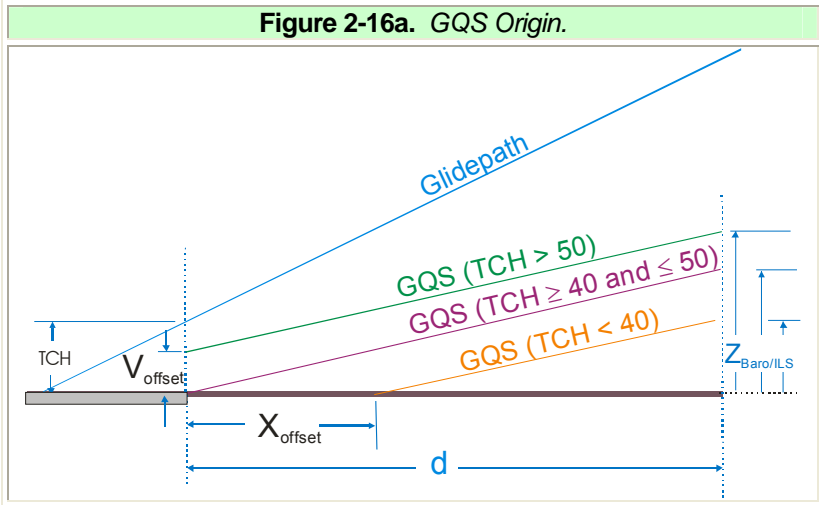 Figure 2-16a. GQS Origin.
Glidepath
GQS (TCH > 50)
GQS (TCH ≥ 40 and ≤ 50)
GQS (TCH < 40)
TCH
Voffset
ZBaro/ILS
Xoffset
d